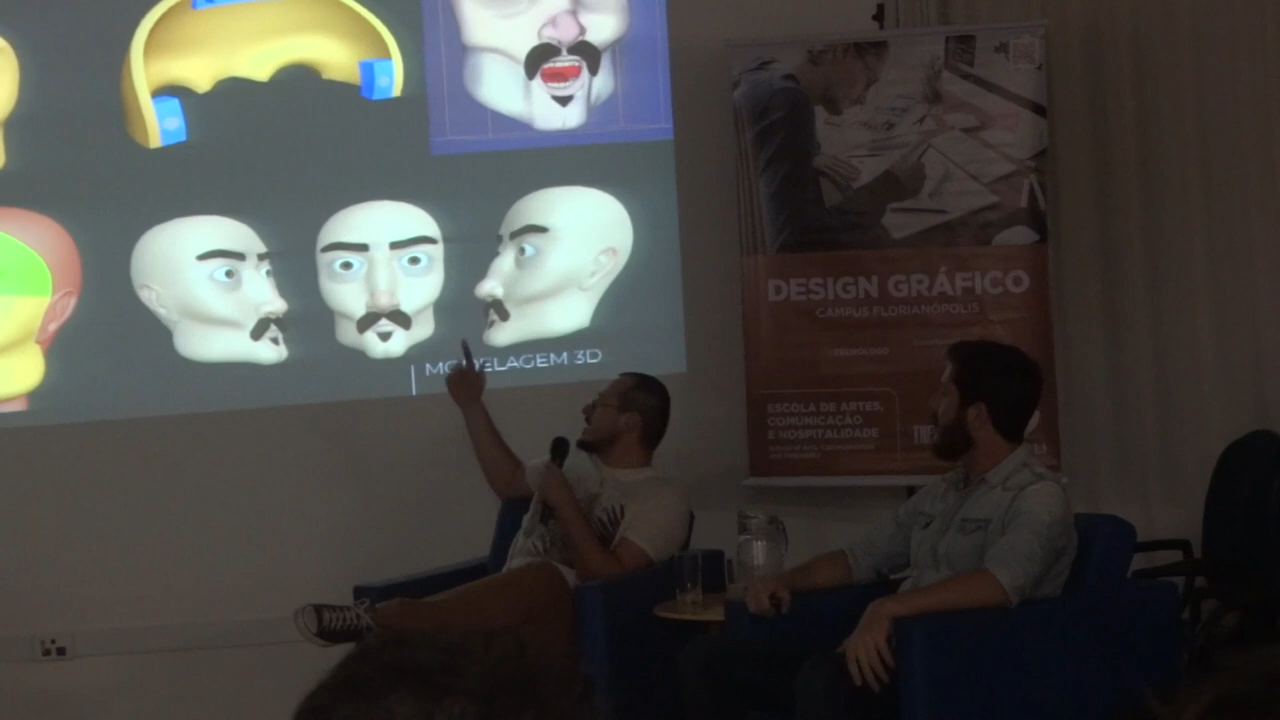 MODELAGEM 3D
DESIGN GRÁFICO
CAMPUS FLORIANÓPOLIS
TECNÓLOGO
ESCOLA DE ARTES,
COMUNICAÇÃO
E HOSPITALIDADE